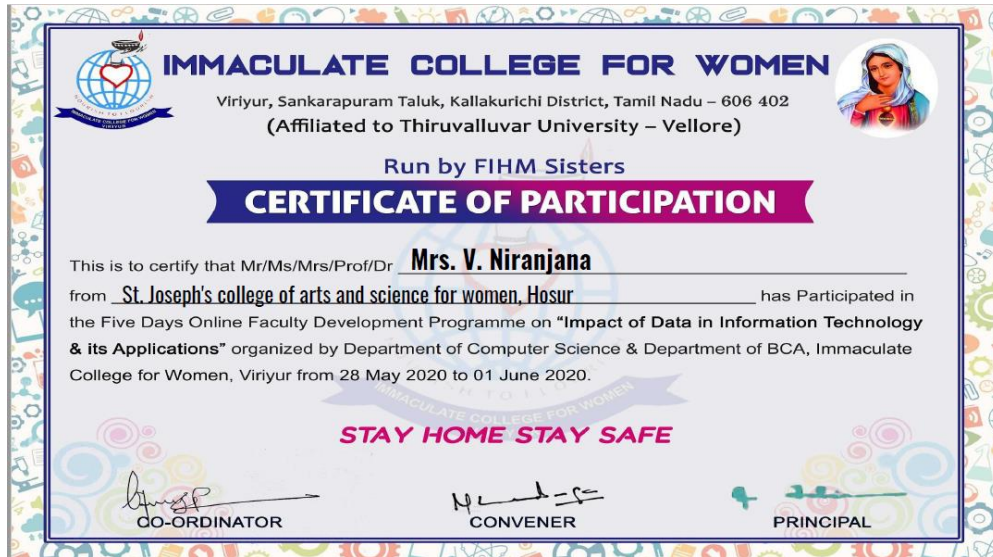 IMMACULATE COLLEGE FOR WOMEN
Viriyur, Sankarapuram Taluk, Kallakurichi District, Tamil Nadu – 606 402
(Affiliated to Thiruvalluvar University – Vellore)
Run by FIHM Sisters
CERTIFICATE OF PARTICIPATION
This is to certify that Mr/Ms/Mrs/Prof/Dr Mrs. V. Niranjana
from St. Joseph's college of arts and science for women, Hosur has Participated in
the Five Days Online Faculty Development Programme on “Impact of Data in Information Technology
& its Applications” organized by Department of Computer Science & Department of BCA, Immaculate
College for Women, Viriyur from 28 May 2020 to 01 June 2020.
STAY HOME STAY SAFE
CO-ORDINATOR CONVENER PRINCIPAL